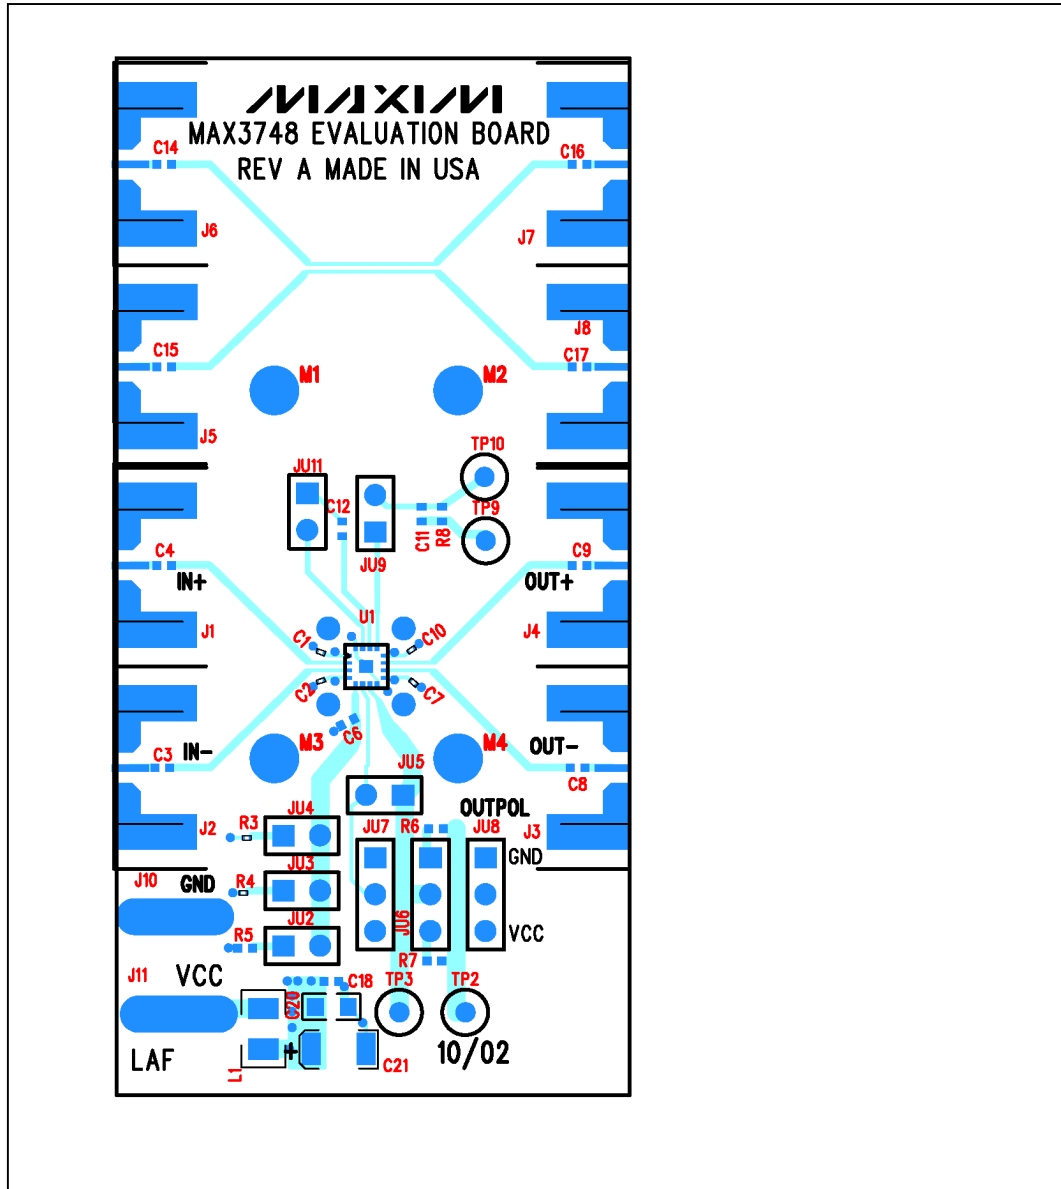 MAXIM
MAX3748 EVALUATION BOARD
REV A MADE IN USA
C14
C16
J6
J7
J8
C15
C17
M1
M2
J5
TP10
JU11
C12
TP9
C11
R8
JU9
C4
C9
IN+
OUT+
U1
J1
J4
C1
C10
C2
C7
C6
M3
M4
IN-
OUT-
C3
C8
JU5
OUTPOL
J2
R3
JU4
JU7
R6
JU8
J3
GND
J10
GND
R4
JU3
JU6
R5
JU2
VCC
R7
J11
VCC
C18
TP3
TP2
C20
LAF
L1
+
C21
10/02